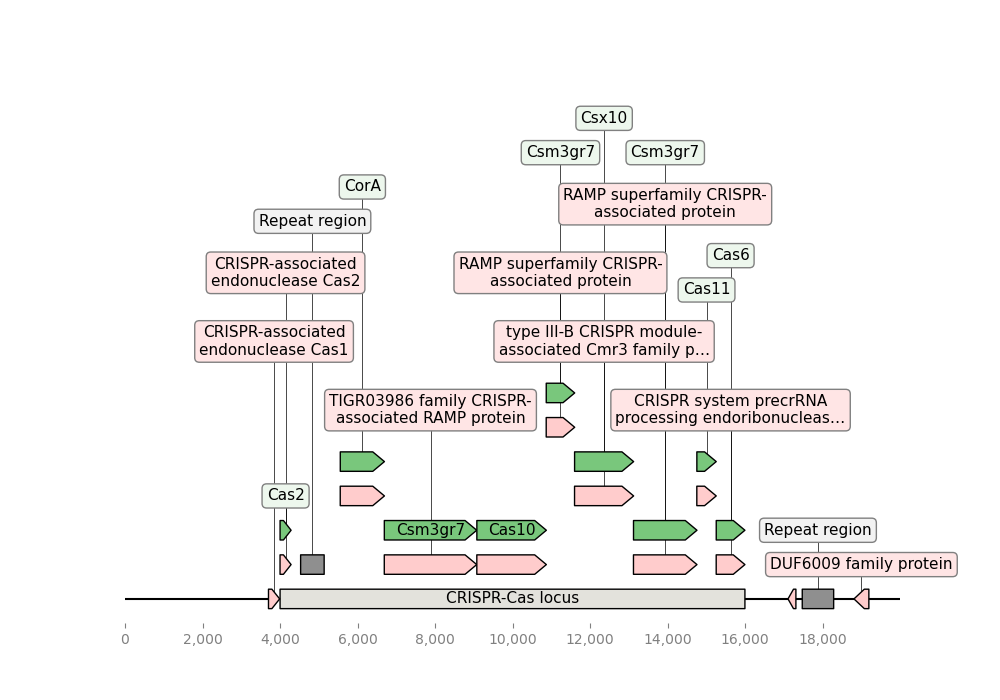 Csx10
Csm3gr7
Csm3gr7
CorA
RAMP superfamily CRISPR-
associated protein
Repeat region
Cas6
CRISPR-associated
endonuclease Cas2
RAMP superfamily CRISPR-
associated protein
Cas11
CRISPR-associated
endonuclease Cas1
type III-B CRISPR module-
associated Cmr3 family p...
TIGR03986 family CRISPR-
associated RAMP protein
CRISPR system precrRNA
processing endoribonucleas...
Cas2
Csm3gr7
Cas10
Repeat region
DUF6009 family protein
CRISPR-Cas locus
0
2,000
4,000
6,000
8,000
10,000
12,000
14,000
16,000
18,000